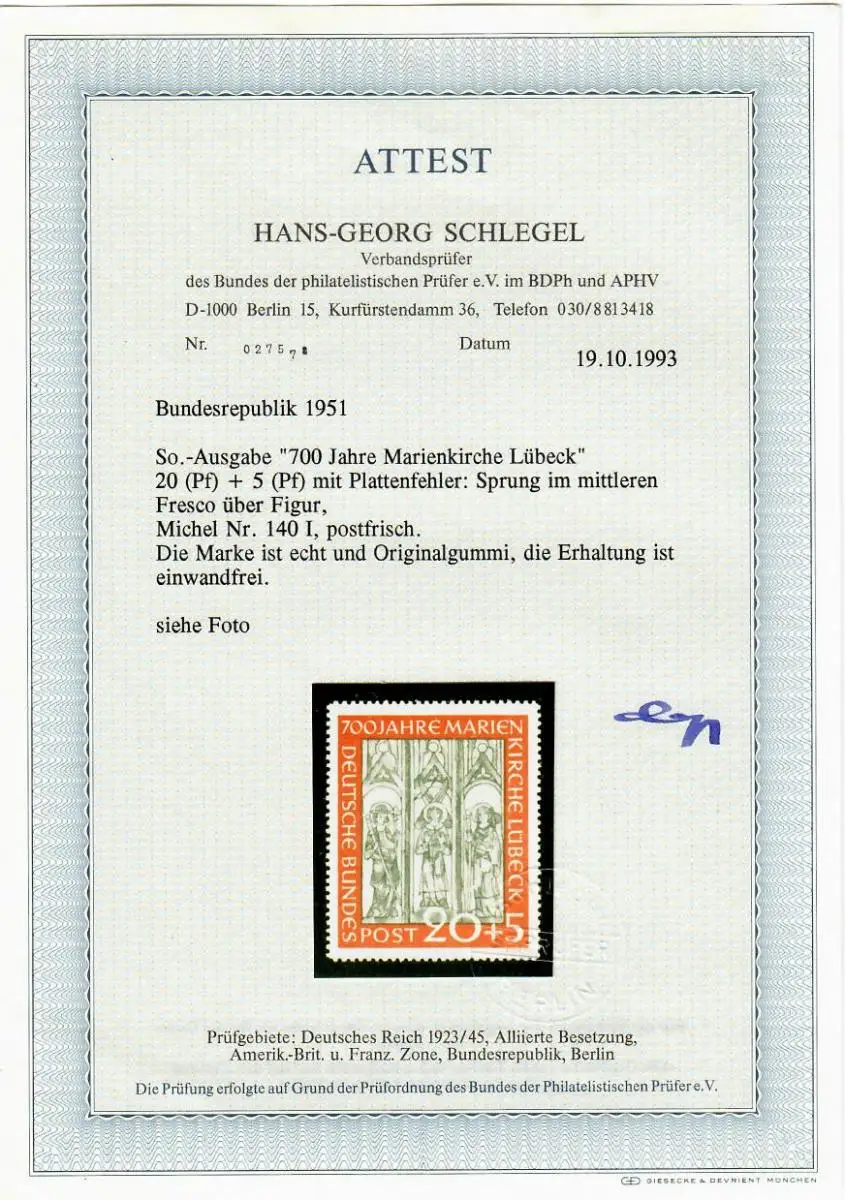 ATTEST
HANS-GEORG SCHLEGEL
Verbandsprüfer
des Bundes der philatelistischen Prüfer e.V. im BDPh und APHV
D-1000 Berlin 15, Kurfürstendamm 36, Telefon 030/8813418
Nr. 02757 Datum 19.10.1993
Bundesrepublik 1951
So.-Ausgabe "700 Jahre Marienkirche Lübeck"
20 (Pf) + 5 (Pf) mit Plattenfehler: Sprung im mittleren
Fresco über Figur,
Michel Nr. 140 I, postfrisch.
Die Marke ist echt und Originalgummi, die Erhaltung ist
einwandfrei.
siehe Foto
700 JAHRE MARIEN
KIRCHE LÜBECK
DEUTSCHE BUNDES
POST 20+5
BERLIN
Prüfgebiete: Deutsches Reich 1923/45, Alliierte Besetzung,
Amerik.-Brit. u. Franz. Zone, Bundesrepublik, Berlin
Die Prüfung erfolgte auf Grund der Prüfordnung des Bundes der Philatelistischen Prüfer e.V.
GIESECKE & DEVRIENT MÜNCHEN